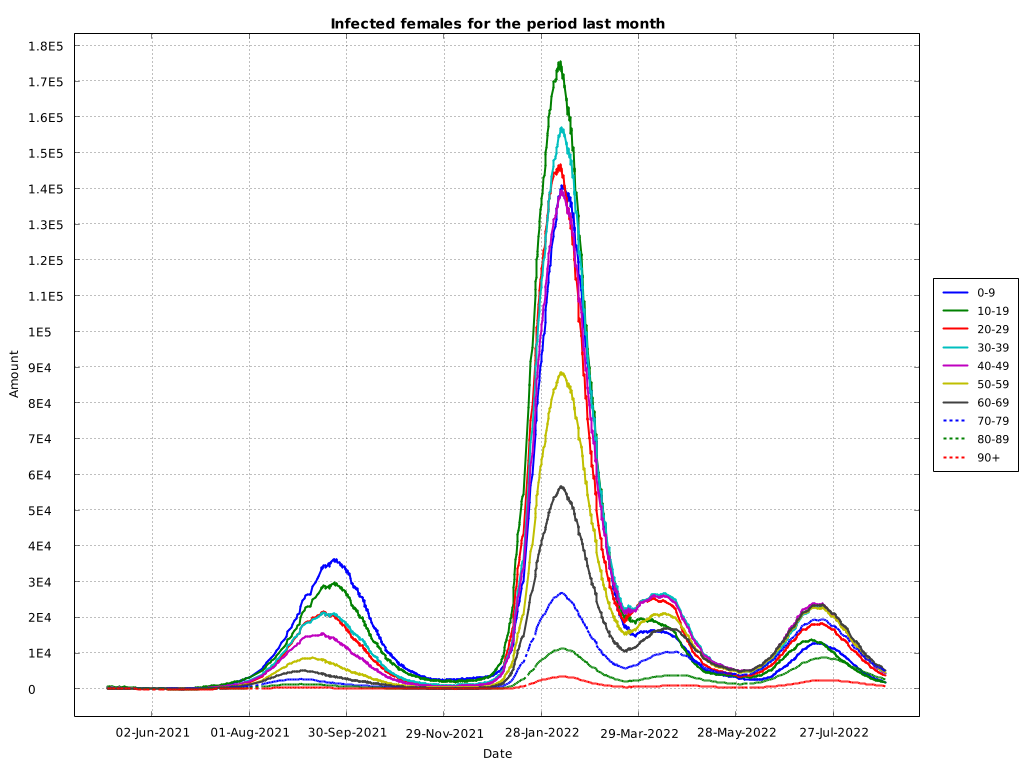 Infected females for the period last month
1.8E5
1.7E5
1.6E5
1.5E5
1.4E5
1.3E5
1.2E5
1.1E5
1E5
9E4
8E4
7E4
6E4
5E4
4E4
3E4
2E4
1E4
0
Amount
02-Jun-2021 01-Aug-2021 30-Sep-2021 29-Nov-2021 28-Jan-2022 29-Mar-2022 28-May-2022 27-Jul-2022
Date
0-9
10-19
20-29
30-39
40-49
50-59
60-69
70-79
80-89
90+